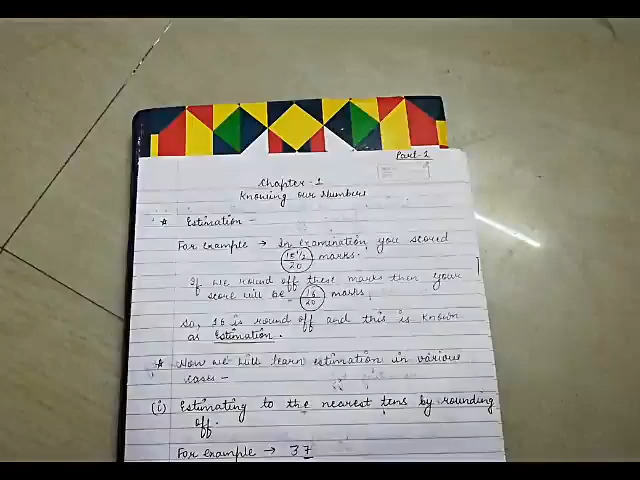 Part-1
Chapter-1
Knowing Our Numbers
* Estimation -
For example → In examination you scored
15 1/2/20 marks.
If we round off these marks then your
score will be - 16/20 marks,
So, 16 is round off and this is known
as Estimation.
* Now we will learn estimation in various
cases -
(i) Estimating to the nearest tens by rounding
off.
For example → 37